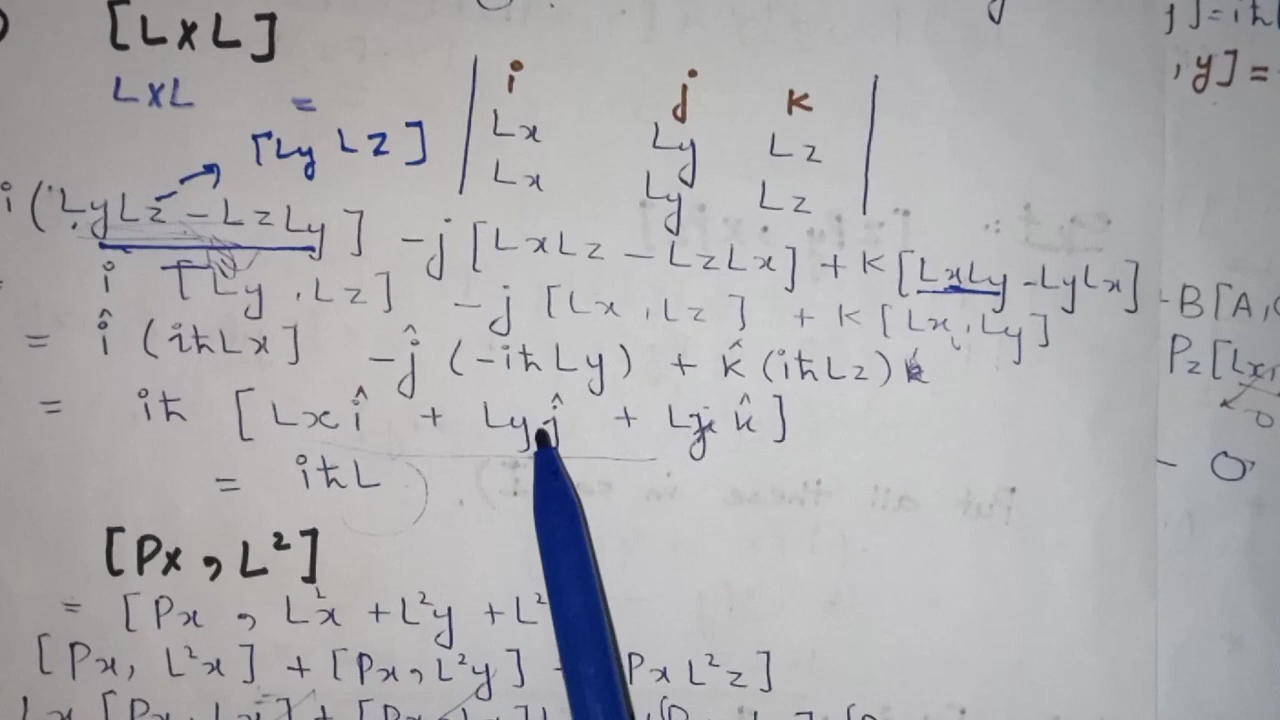 [L×L]
L×L = | i j k
Lx Ly Lz
Lx Ly Lz |
[Ly Lz]
i (LyLz - LzLy] - j [LxLz - LzLx] + k [LxLy - LyLx]
i [Ly , Lz] - j [Lx , Lz] + k [Lx , Ly]
= î (iħLx] - ĵ (-iħLy) + k̂ (iħLz)
= iħ [Lx î + Ly ĵ + Lz k̂]
= iħL
[Px , L²]
= [Px , L²x + L²y + L²
[Px, L²x] + [Px, L²y] Px L²z]
, y] =
- B[A,
Pz[Lx,
0
- 0